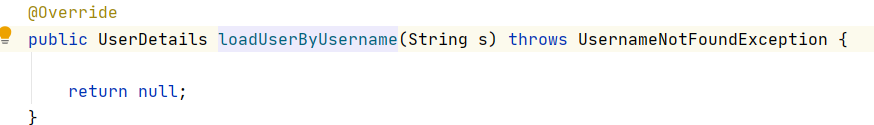 @Override
public UserDetails loadUserByUsername(String s) throws UsernameNotFoundException {
return null;
}